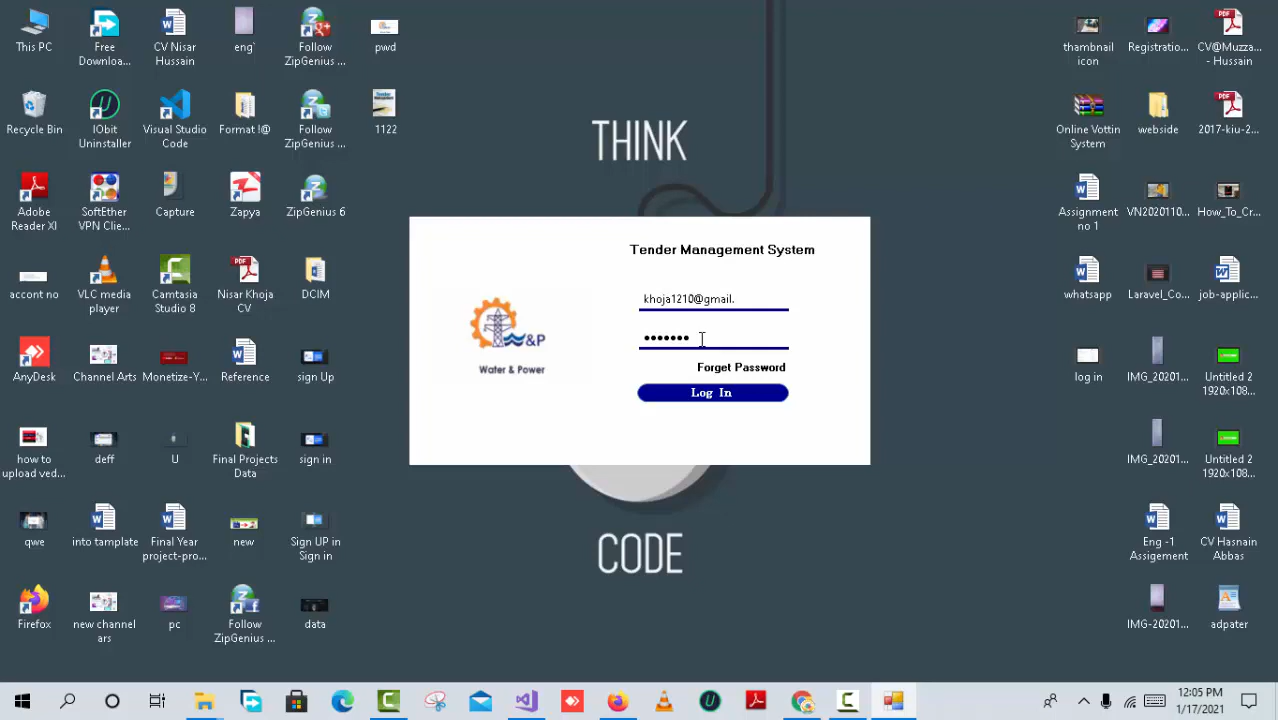 This PC
Free
Downloa...
CV Nisar
Hussain
eng`
Follow
ZipGenius ...
pwd
thambnail
icon
Registratio...
CV@Muzza...
- Hussain
Recycle Bin
IObit
Uninstaller
Visual Studio
Code
Format !@
Follow
ZipGenius ...
1122
Online Vottin
System
webside
2017-kiu-2...
THINK
Adobe
Reader XI
SoftEther
VPN Clie...
Capture
Zapya
ZipGenius 6
Assignment
no 1
VN2020110...
How_To_Cr...
Tender Management System
khoja1210@gmail.
•••••••
Forget Password
Log In
&P
Water & Power
accont no
VLC media
player
Camtasia
Studio 8
Nisar Khoja
CV
DCIM
whatsapp
Laravel_Co...
job-applic...
AnyDesk
Channel Arts
Monetize-Y...
Reference
sign Up
log in
IMG_20201...
Untitled 2
1920x108...
how to
upload ved...
deff
U
Final Projects
Data
sign in
IMG_20201...
Untitled 2
1920x108...
CODE
qwe
into tamplate
Final Year
project-pro...
new
Sign UP in
Sign in
Eng -1
Assigement
CV Hasnain
Abbas
Firefox
new channel
ars
pc
Follow
ZipGenius ...
data
IMG-20201...
adpater
12:05 PM
1/17/2021